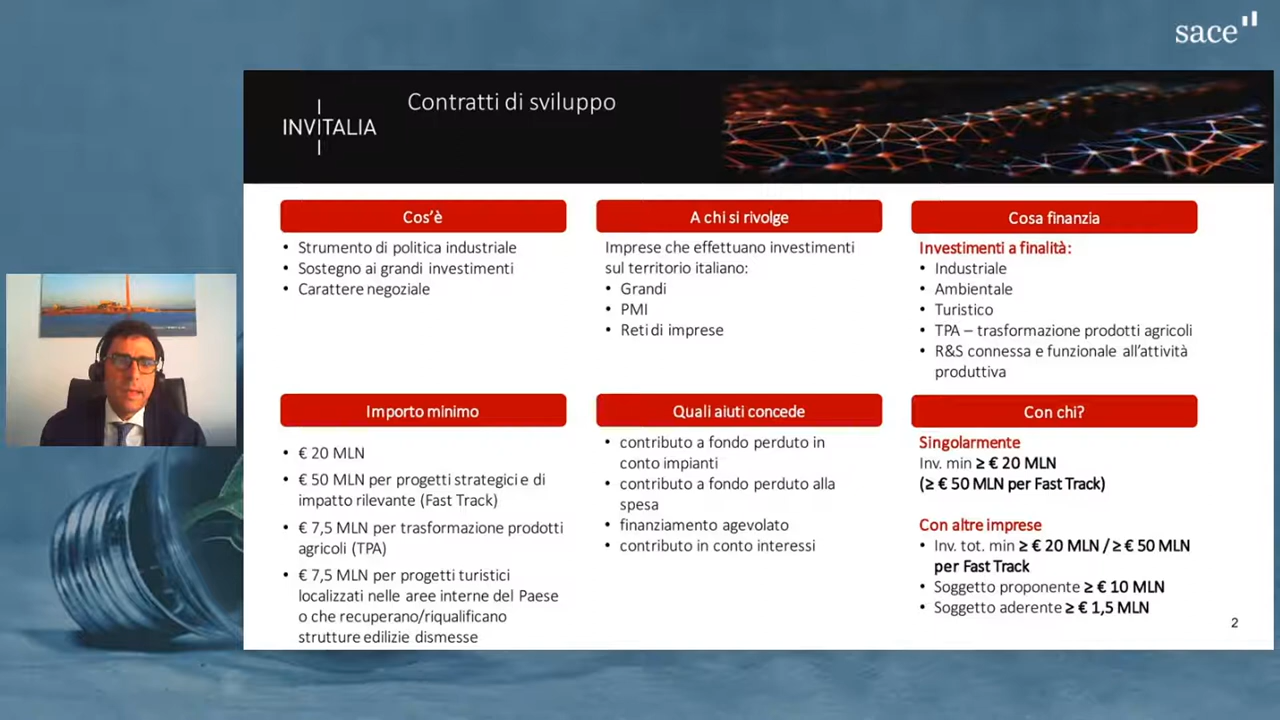 sace
Contratti di sviluppo
INVITALIA
Cos'è
• Strumento di politica industriale
• Sostegno ai grandi investimenti
• Carattere negoziale
A chi si rivolge
Imprese che effettuano investimenti
sul territorio italiano:
• Grandi
• PMI
• Reti di imprese
Cosa finanzia
Investimenti a finalità:
• Industriale
• Ambientale
• Turistico
• TPA – trasformazione prodotti agricoli
• R&S connessa e funzionale all'attività
produttiva
Importo minimo
• € 20 MLN
• € 50 MLN per progetti strategici e di
impatto rilevante (Fast Track)
• € 7,5 MLN per trasformazione prodotti
agricoli (TPA)
• € 7,5 MLN per progetti turistici
localizzati nelle aree interne del Paese
o che recuperano/riqualificano
strutture edilizie dismesse
Quali aiuti concede
• contributo a fondo perduto in
conto impianti
• contributo a fondo perduto alla
spesa
• finanziamento agevolato
• contributo in conto interessi
Con chi?
Singolarmente
Inv. min ≥ € 20 MLN
(≥ € 50 MLN per Fast Track)
Con altre imprese
• Inv. tot. min ≥ € 20 MLN / ≥ € 50 MLN
per Fast Track
• Soggetto proponente ≥ € 10 MLN
• Soggetto aderente ≥ € 1,5 MLN
2